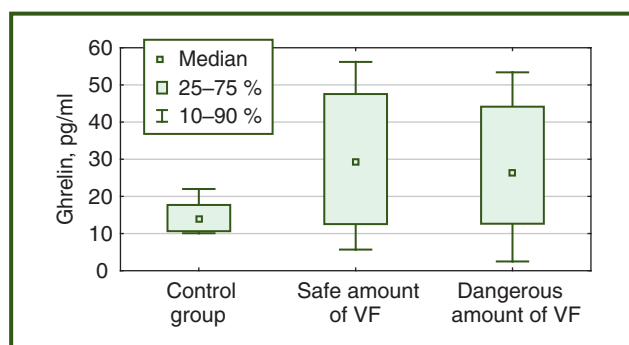 60
50
40
30
20
10
0
Ghrelin, pg/ml
Median
25–75 %
10–90 %
Control
group
Safe amount
of VF
Dangerous
amount of VF